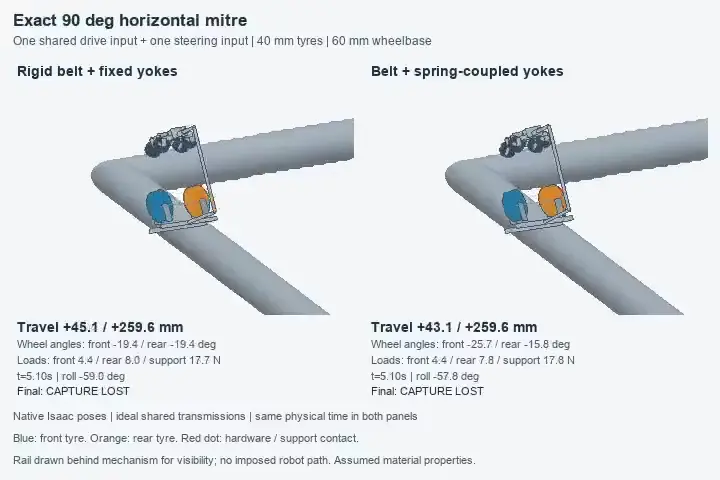 Exact 90 deg horizontal mitre
One shared drive input + one steering input | 40 mm tyres | 60 mm wheelbase
Rigid belt + fixed yokes
Belt + spring-coupled yokes
Travel +45.1 / +259.6 mm
Wheel angles: front -19.4 / rear -19.4 deg
Loads: front 4.4 / rear 8.0 / support 17.7 N
t=5.10s | roll -59.0 deg
Final: CAPTURE LOST
Travel +43.1 / +259.6 mm
Wheel angles: front -25.7 / rear -15.8 deg
Loads: front 4.4 / rear 7.8 / support 17.6 N
t=5.10s | roll -57.8 deg
Final: CAPTURE LOST
Native Isaac poses | ideal shared transmissions | same physical time in both panels
Blue: front tyre. Orange: rear tyre. Red dot: hardware / support contact.
Rail drawn behind mechanism for visibility; no imposed robot path. Assumed material properties.